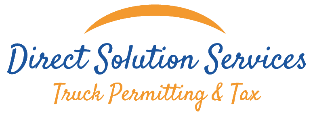 Direct Solution Services
Truck Permitting & Tax